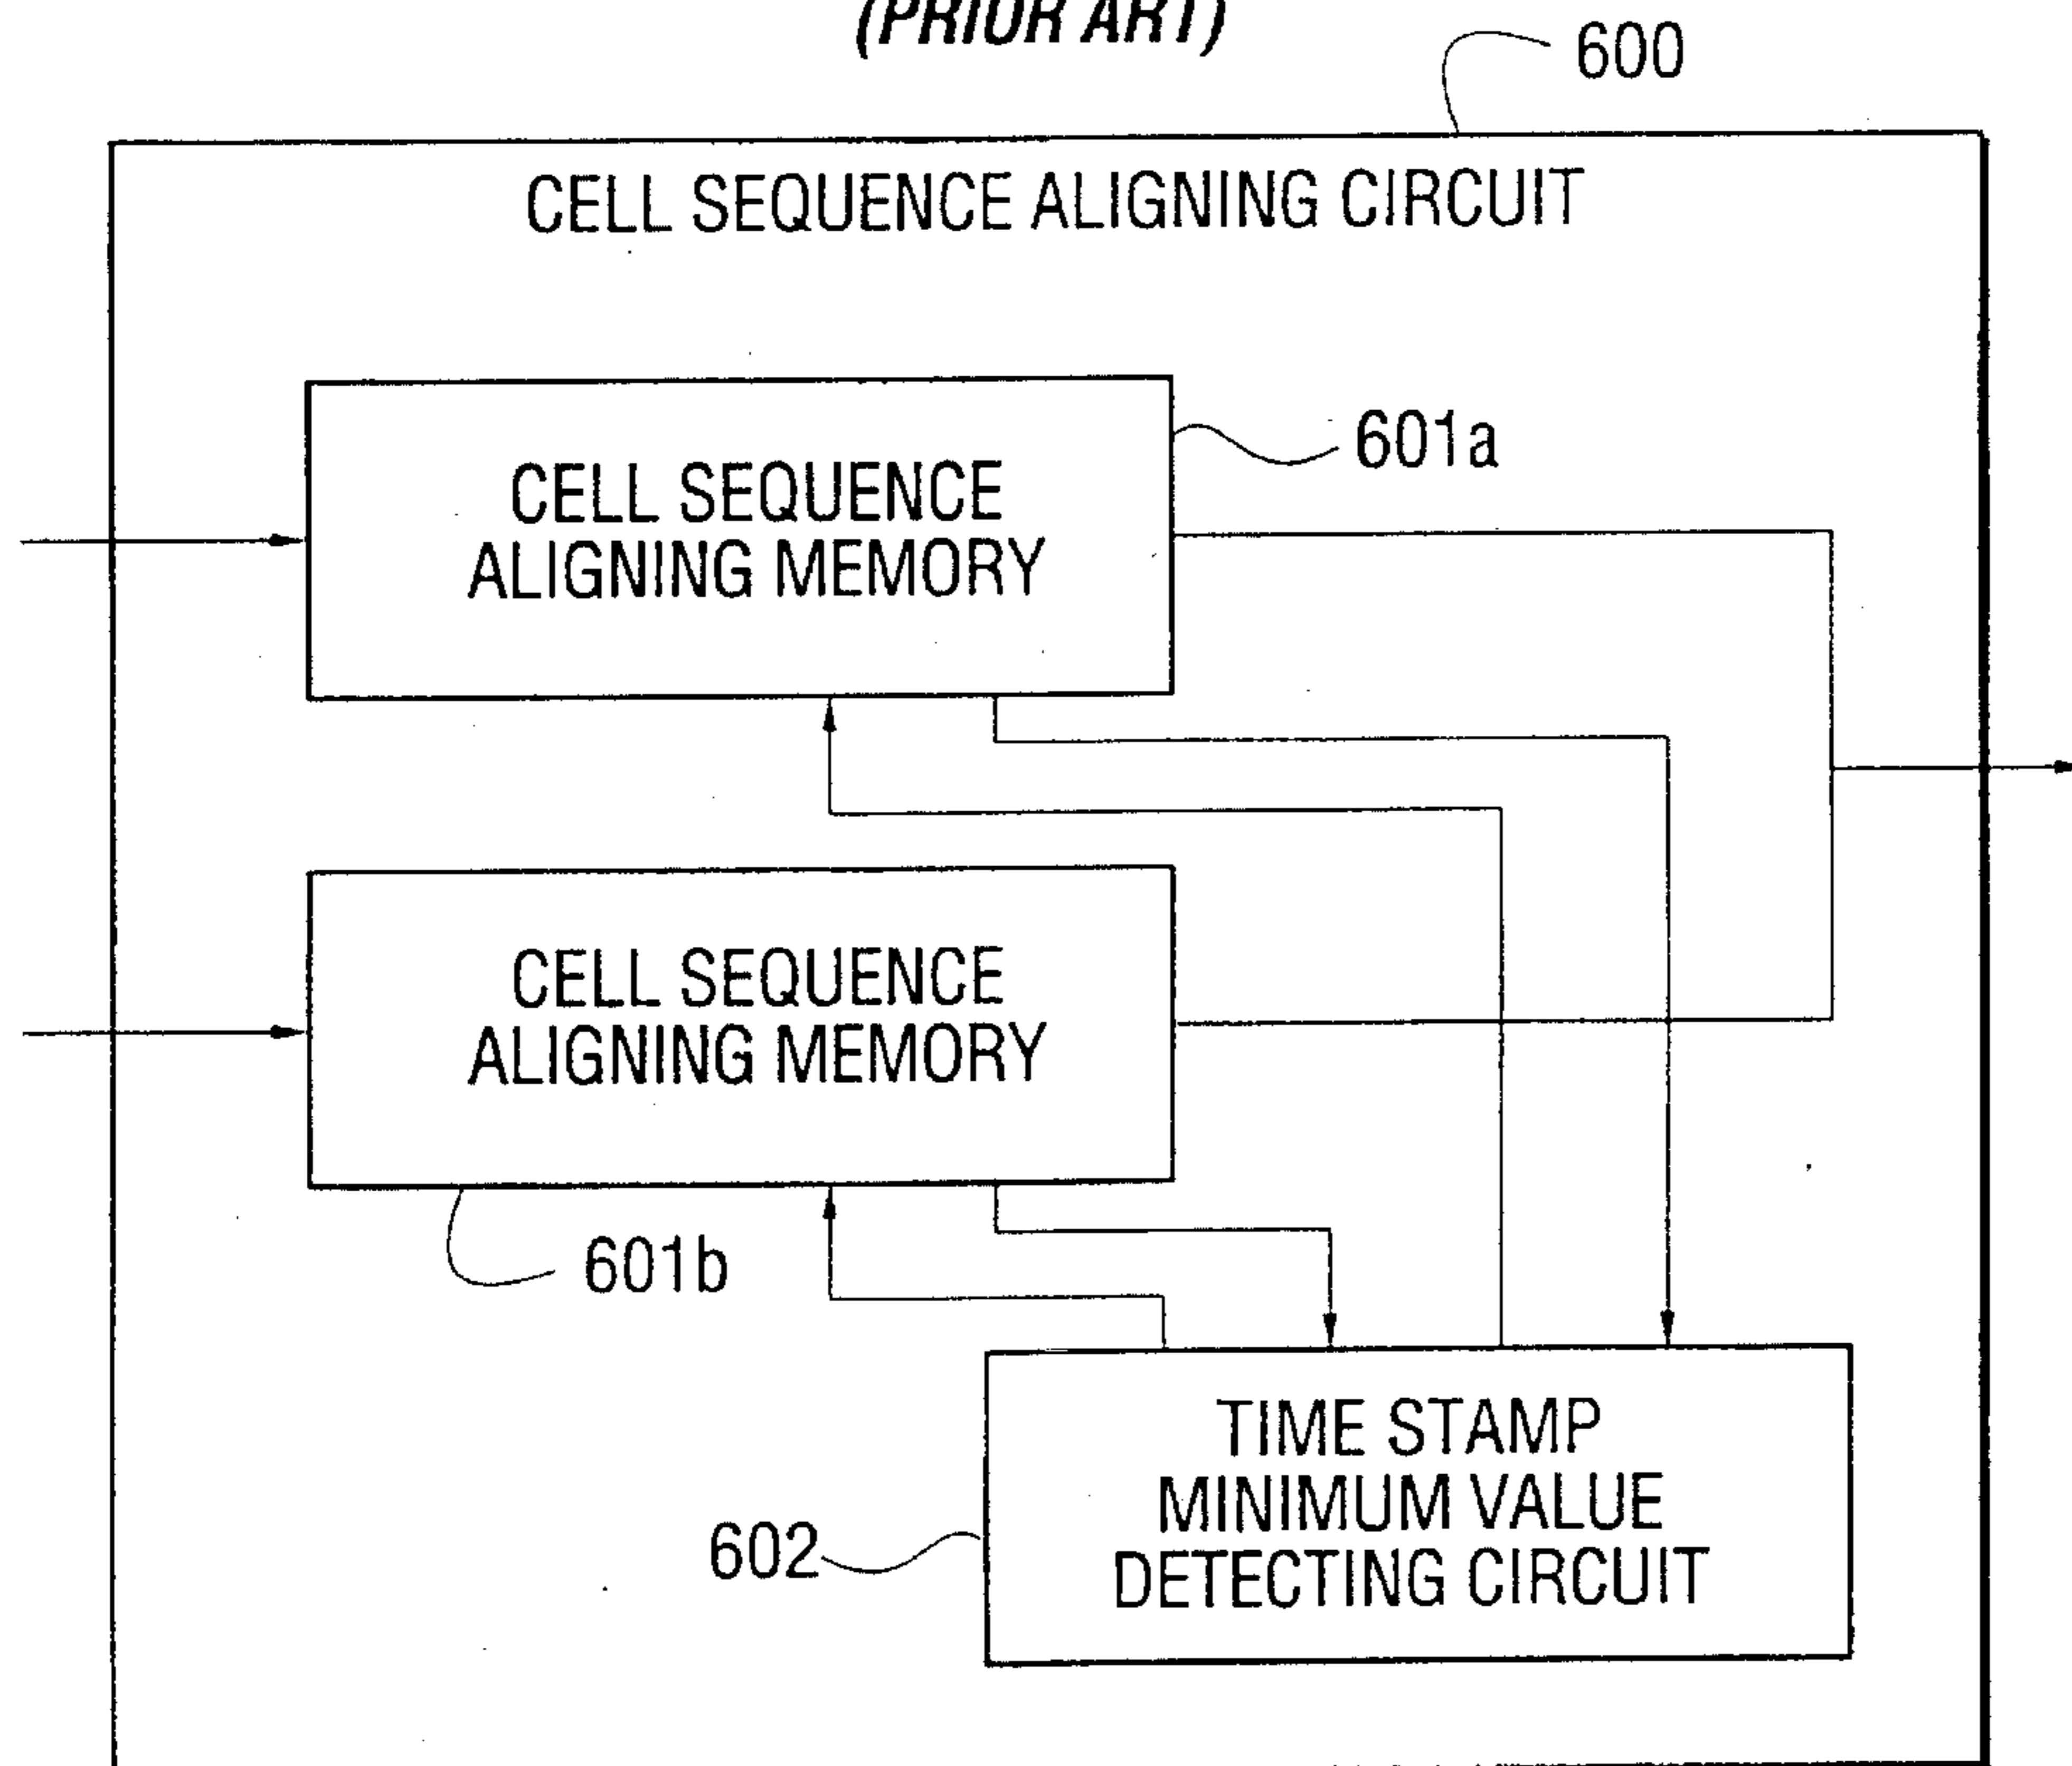 (PRIOR ART)
600
CELL SEQUENCE ALIGNING CIRCUIT
601a
CELL SEQUENCE
ALIGNING MEMORY
CELL SEQUENCE
ALIGNING MEMORY
601b
TIME STAMP
MINIMUM VALUE
DETECTING CIRCUIT
602